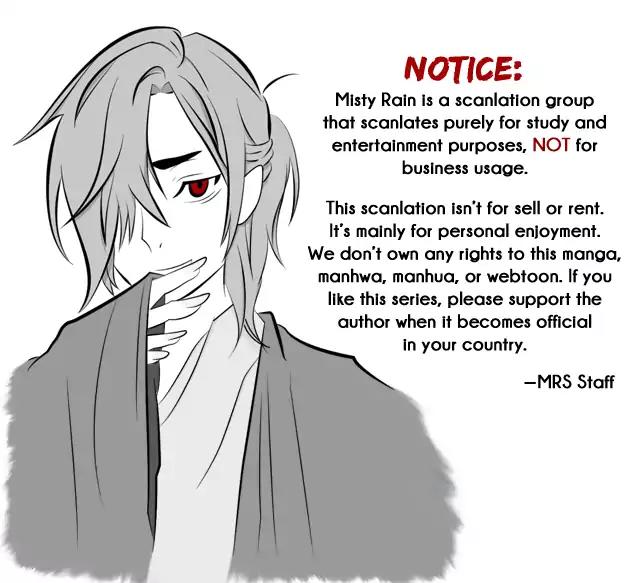 NOTICE:
Misty Rain is a scanlation group
that scanlates purely for study and
entertainment purposes, NOT for
business usage.
This scanlation isn't for sell or rent.
It's mainly for personal enjoyment.
We don't own any rights to this manga,
manhwa, manhua, or webtoon. If you
like this series, please support the
author when it becomes official
in your country.
—MRS Staff